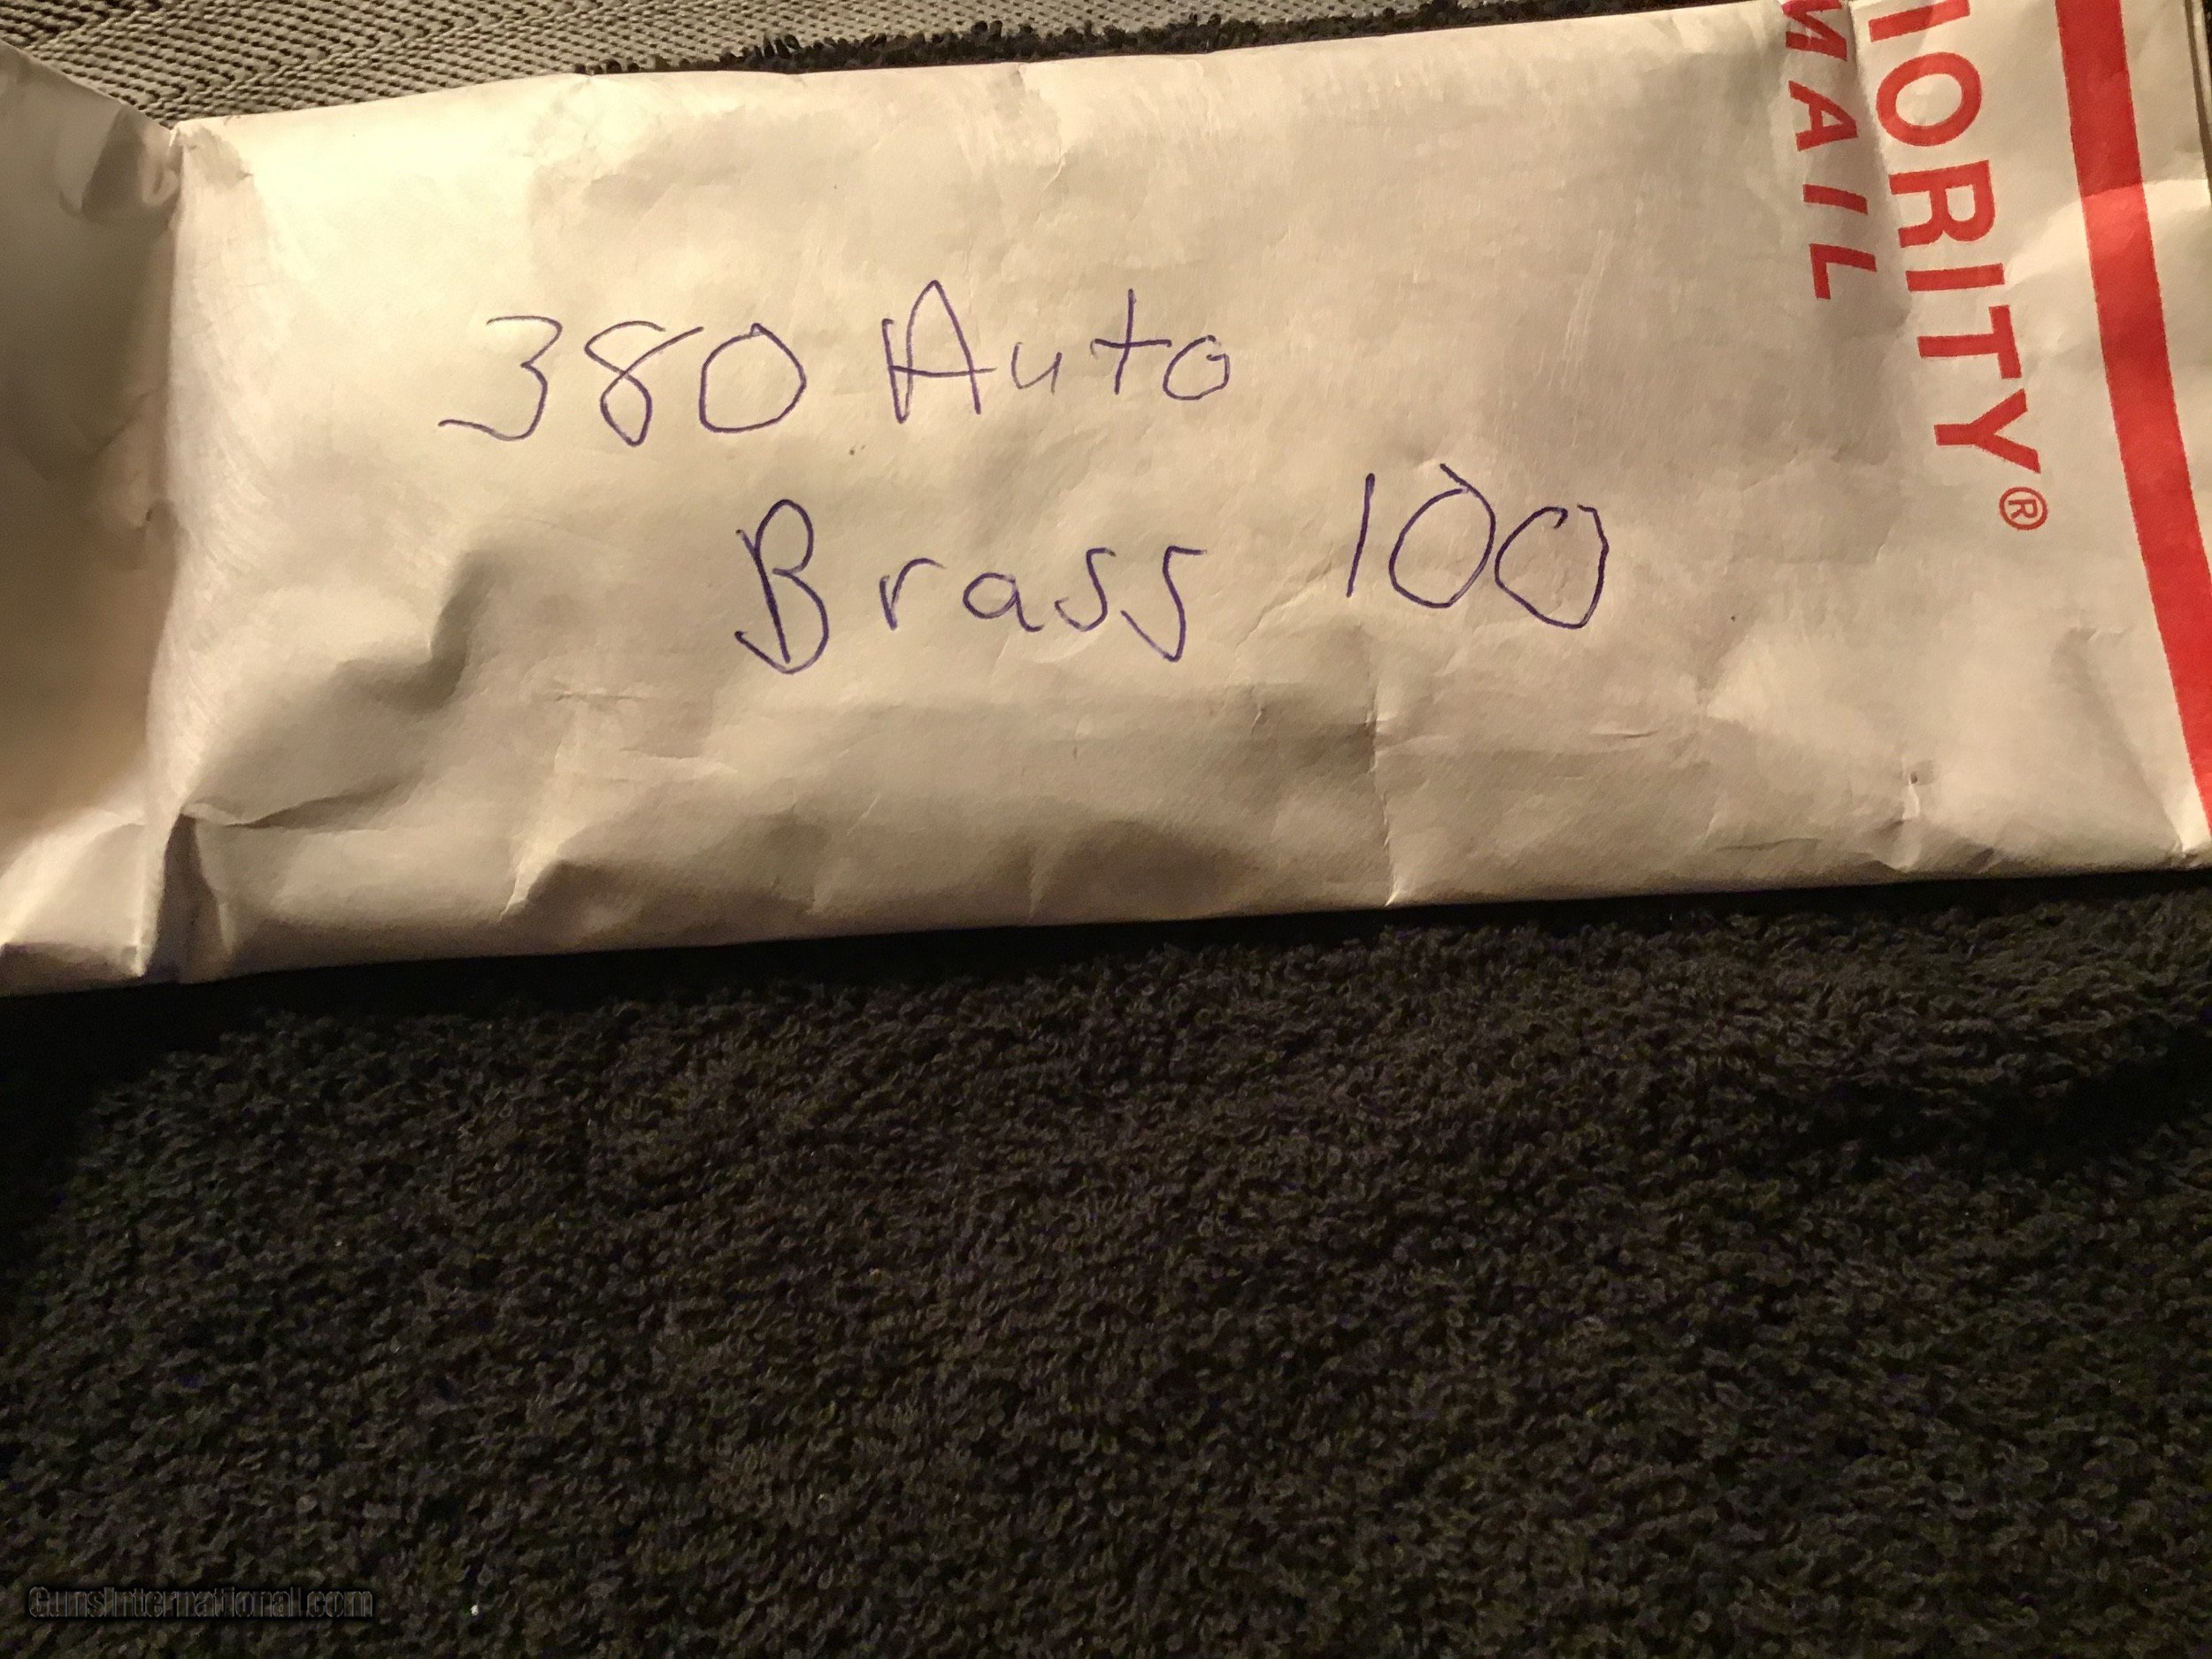 380 Auto
Brass 100
IORITY®
MAIL
GunsInternational.com